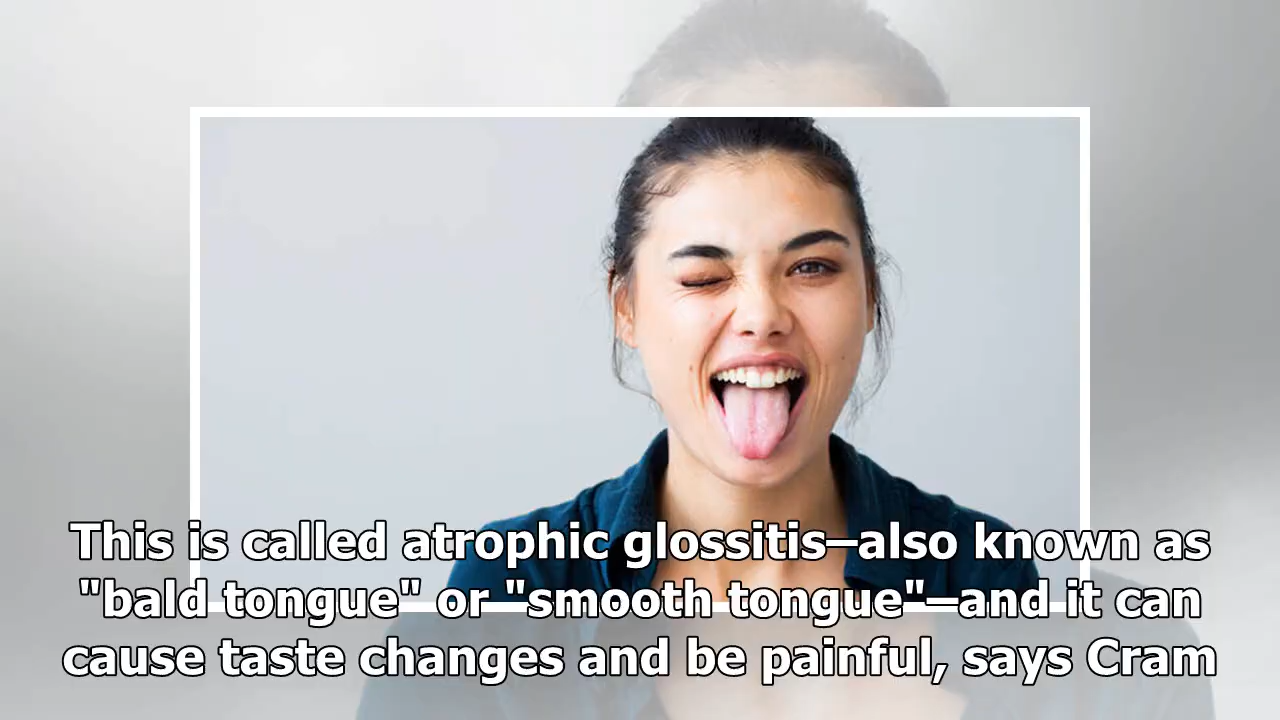 This is called atrophic glossitis—also known as
"bald tongue" or "smooth tongue"—and it can
cause taste changes and be painful, says Cram